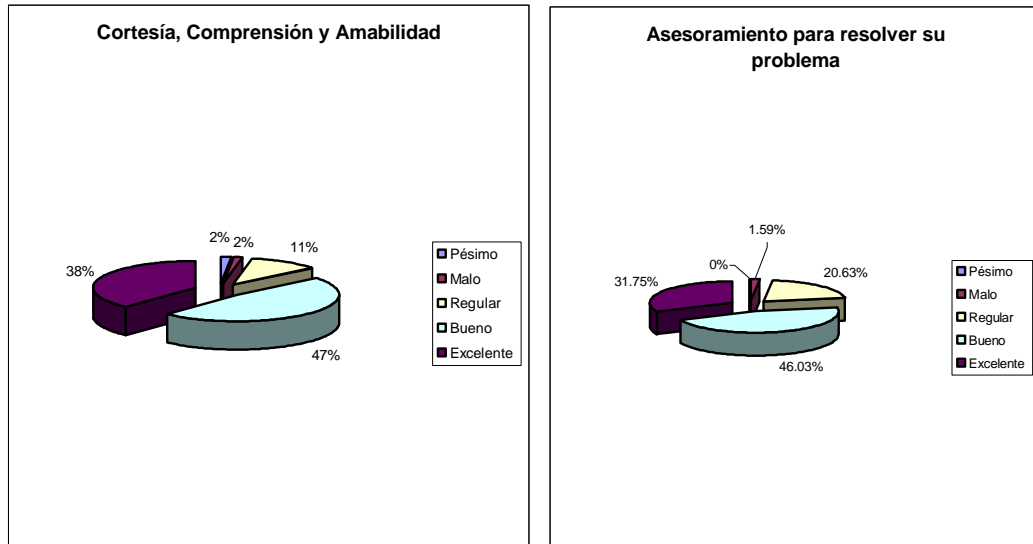 Cortesía, Comprensión y Amabilidad
2%
2%
11%
38%
47%
Pésimo
Malo
Regular
Bueno
Excelente
Asesoramiento para resolver su
problema
1.59%
0%
20.63%
31.75%
46.03%
Pésimo
Malo
Regular
Bueno
Excelente